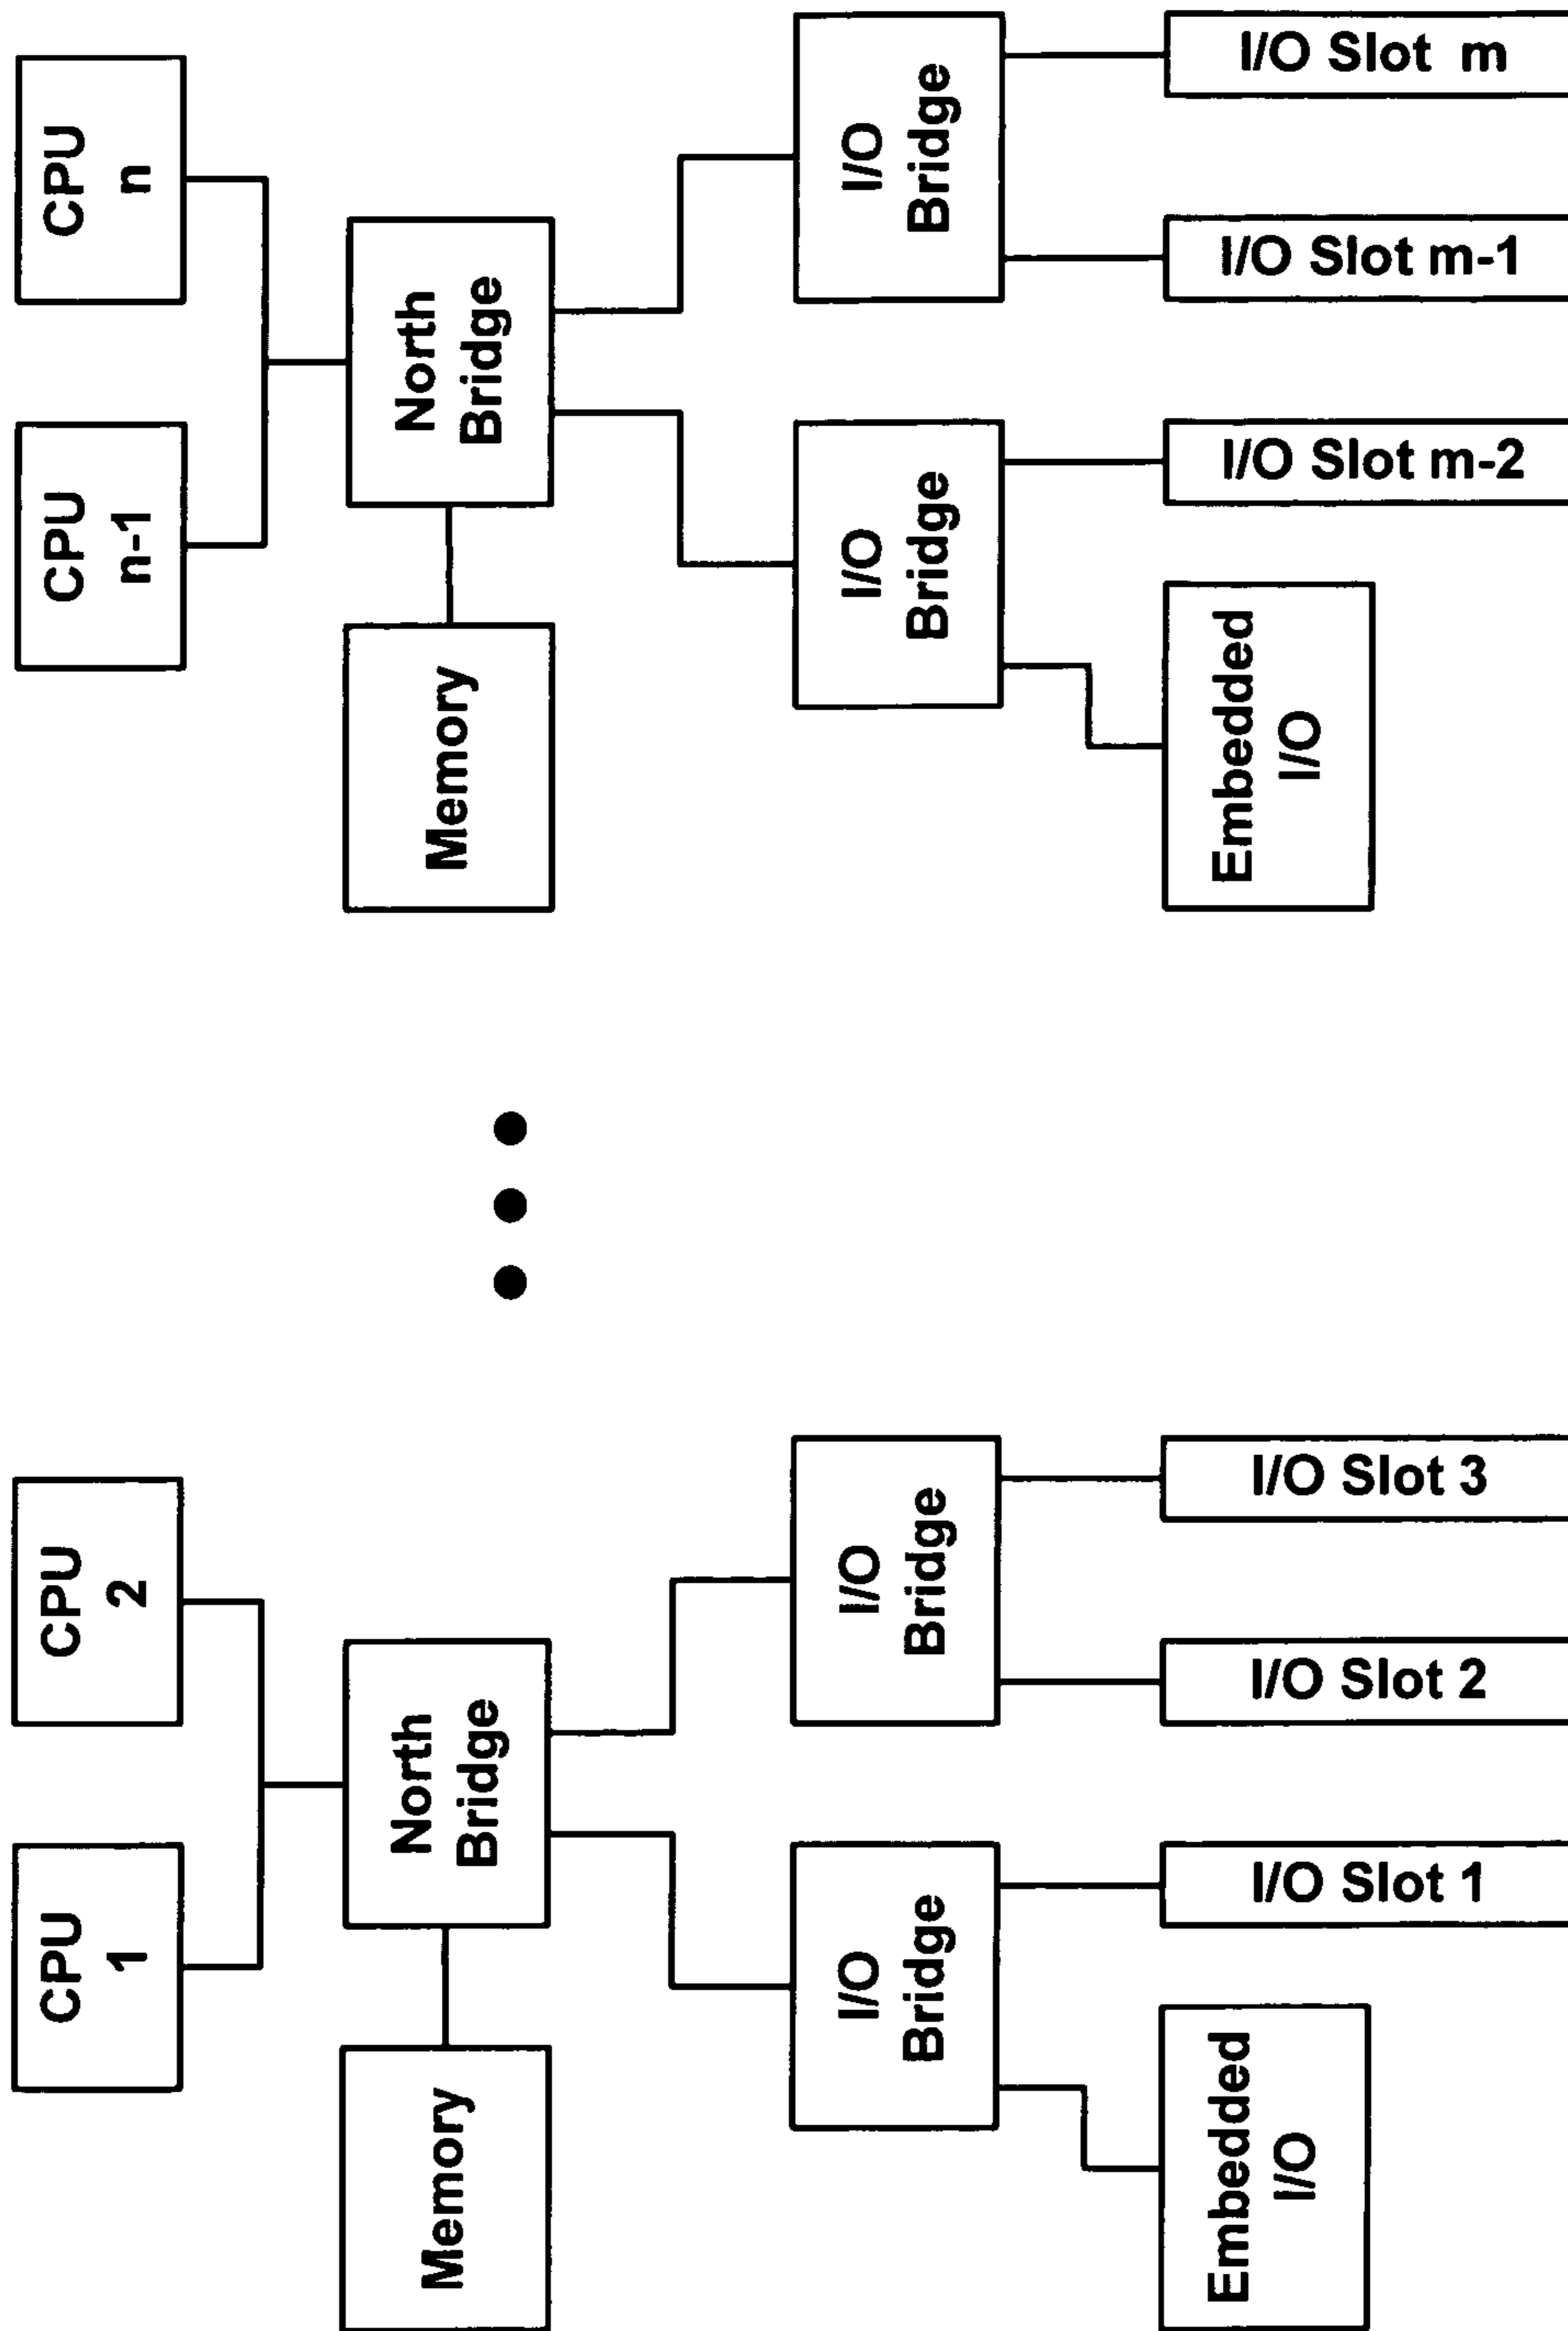 CPU
1
CPU
2
Memory
North
Bridge
I/O
Bridge
I/O
Bridge
Embedded
I/O
I/O Slot 1
I/O Slot 2
I/O Slot 3
CPU
n-1
CPU
n
Memory
North
Bridge
I/O
Bridge
I/O
Bridge
Embedded
I/O
I/O Slot m-2
I/O Slot m-1
I/O Slot m